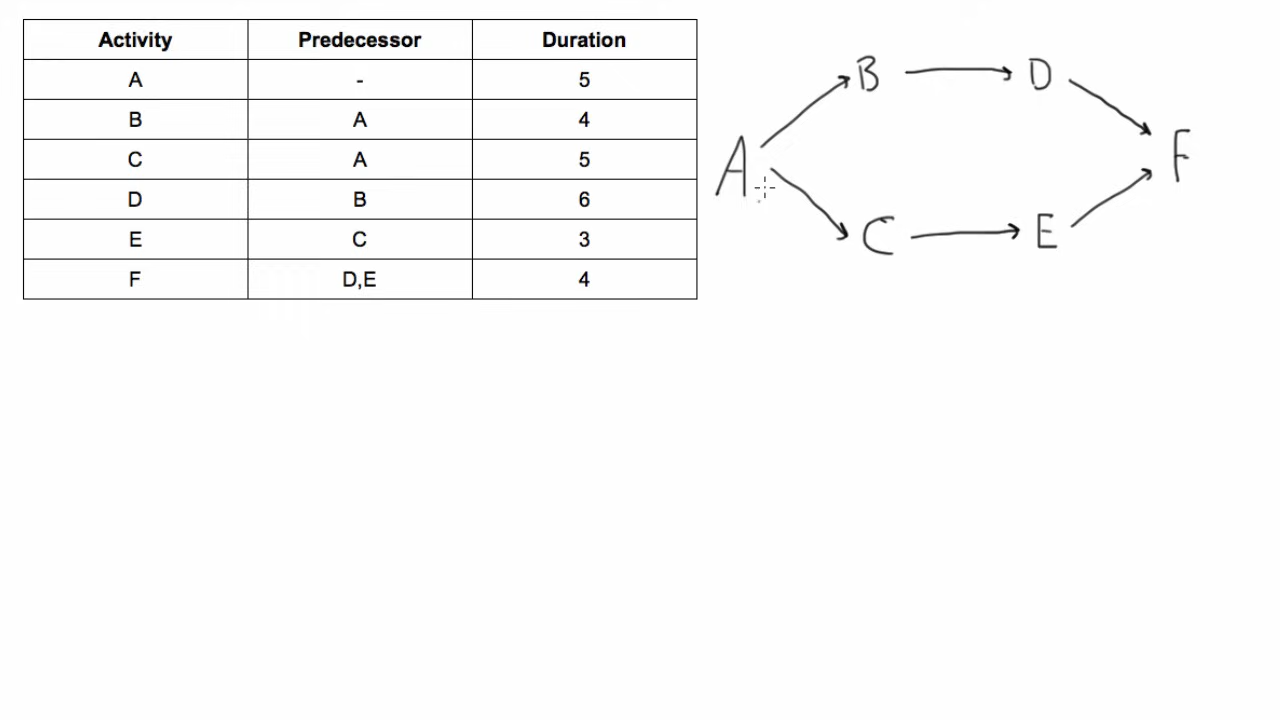 Activity Predecessor Duration
A - 5
B A 4
C A 5
D B 6
E C 3
F D,E 4
B D
A F
C E